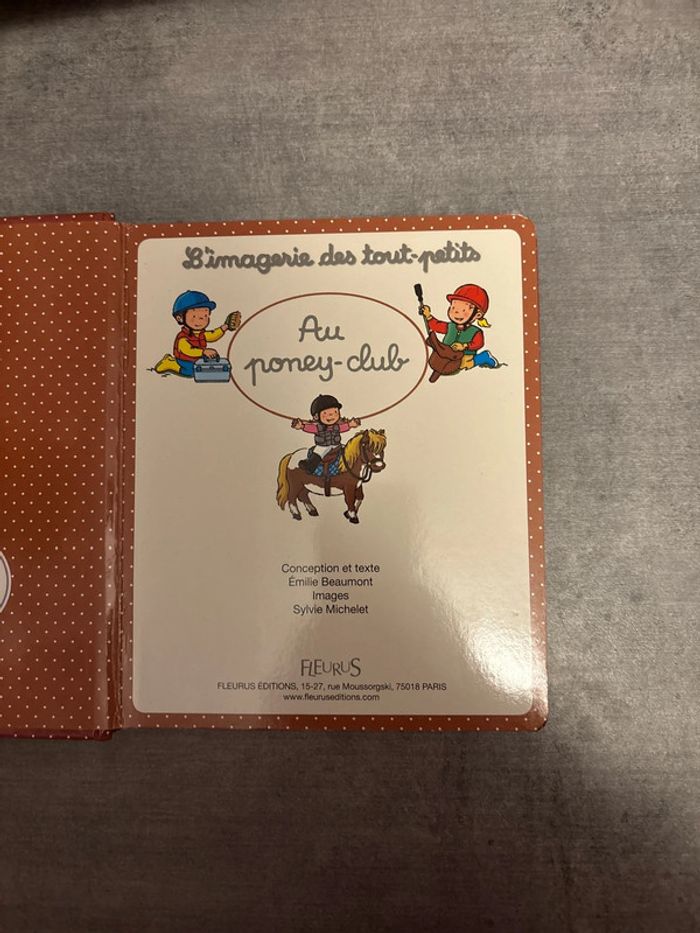 L'imagerie des tout-petits
Au
poney-club
Conception et texte
Émilie Beaumont
Images
Sylvie Michelet
FLEURUS
FLEURUS ÉDITIONS, 15-27, rue Moussorgski, 75018 PARIS
www.fleuruseditions.com